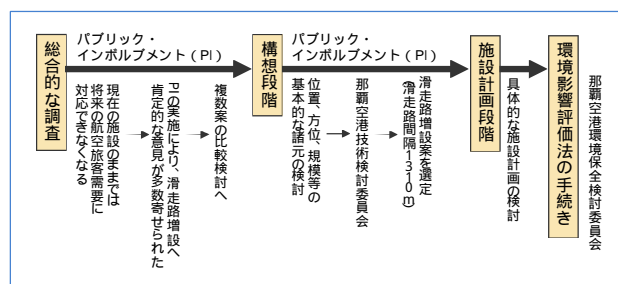 総合的な調査
パブリック・
インボルブメント（PI）
現在の施設のままでは
将来の航空旅客需要に
対応できなくなる
PIの実施により、滑走路増設へ
肯定的な意見が多数寄せられた
複数案の比較検討へ
構想段階
パブリック・
インボルブメント（PI）
位置、方位、規模等の
基本的な諸元の検討
那覇空港技術検討委員会
滑走路増設案を選定
（滑走路間隔1310m）
施設計画段階
具体的な施設計画の検討
環境影響評価法の手続き
那覇空港環境保全検討委員会